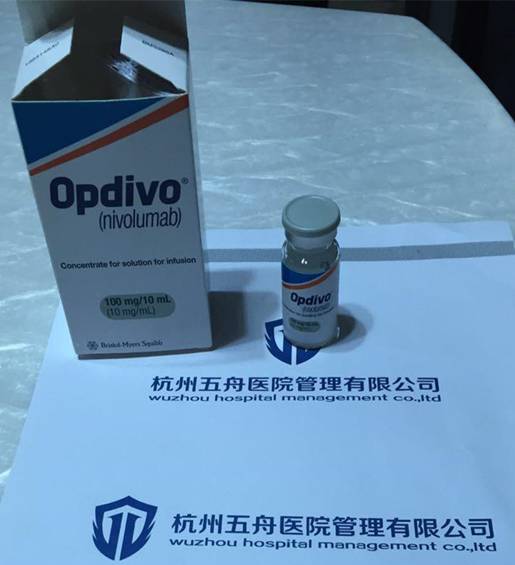 Opdivo®
(nivolumab)
Concentrate for solution for infusion
100 mg/10 mL
(10 mg/mL)
Bristol-Myers Squibb
Opdivo
(nivolumab)
杭州五舟医院管理有限公司
wuzhou hospital management co.,ltd
杭州五舟医院管理有限公司
wuzhou hospital management co.,ltd